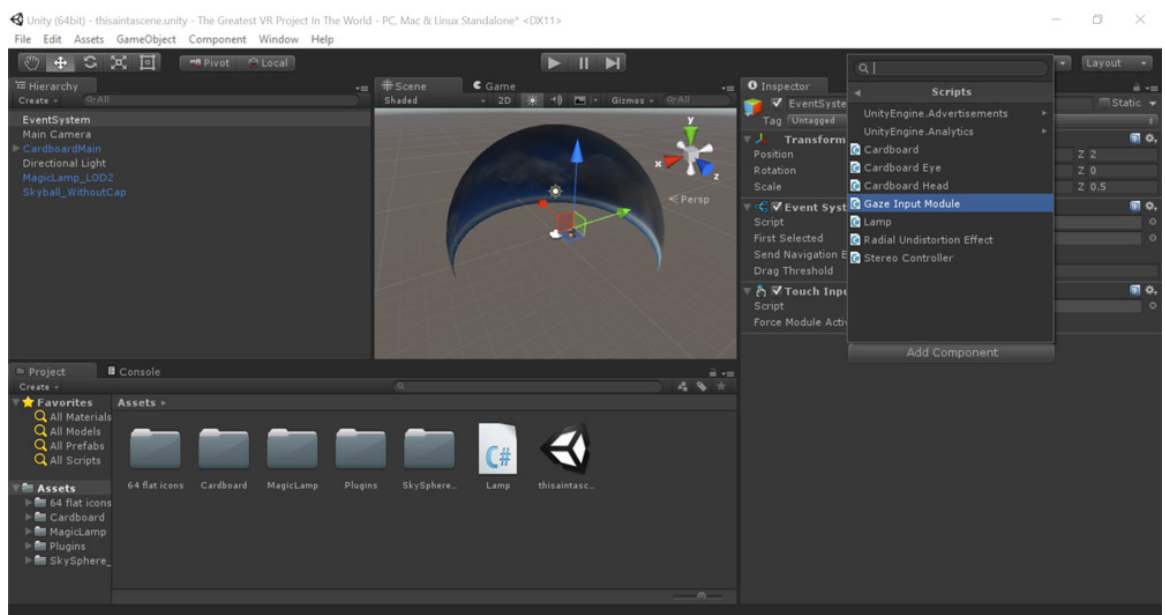 Unity (64bit) - thisaintascene.unity - The Greatest VR Project In The World - PC, Mac & Linux Standalone* <DX11>
File Edit Assets GameObject Component Window Help
Pivot Local Layout
Hierarchy
Create All
EventSystem
Main Camera
CardboardMain
Directional Light
MagicLamp_LOD2
Skyball_WithoutCap
Scene Game
Shaded 2D Gizmos All
y
x
z
Persp
Inspector
EventSyste Static
Tag Untagged
Transform
Position Z 2
Rotation Z 0
Scale Z 0.5
Event Syst
Script
First Selected
Send Navigation E
Drag Threshold
Touch Inpu
Script
Force Module Activ
Scripts
UnityEngine.Advertisements
UnityEngine.Analytics
Cardboard
Cardboard Eye
Cardboard Head
Gaze Input Module
Lamp
Radial Undistortion Effect
Stereo Controller
Add Component
Project Console
Create
Favorites
All Materials
All Models
All Prefabs
All Scripts
Assets
64 flat icons
Cardboard
MagicLamp
Plugins
SkySphere_
Assets
C#
64 flat icons Cardboard MagicLamp Plugins SkySphere... Lamp thisaintasc...